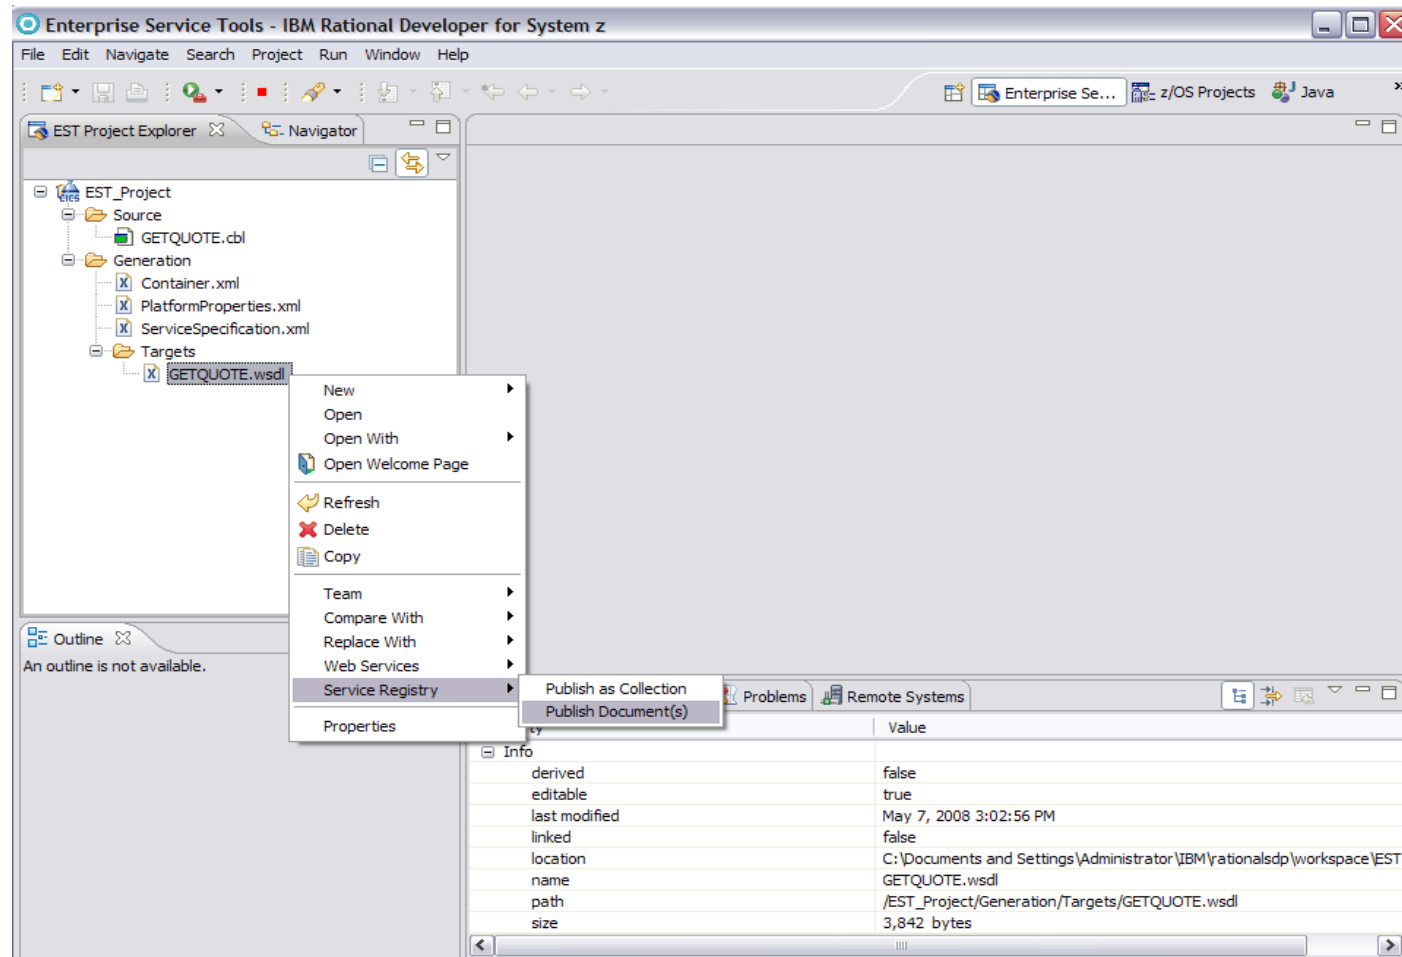 Enterprise Service Tools - IBM Rational Developer for System z
File Edit Navigate Search Project Run Window Help
Enterprise Se... z/OS Projects Java
EST Project Explorer Navigator
EST_Project
Source
GETQUOTE.cbl
Generation
Container.xml
PlatformProperties.xml
ServiceSpecification.xml
Targets
GETQUOTE.wsdl
New
Open
Open With
Open Welcome Page
Refresh
Delete
Copy
Team
Compare With
Replace With
Web Services
Service Registry
Properties
Publish as Collection
Publish Document(s)
Outline
An outline is not available.
Problems Remote Systems
Value
Info
derived false
editable true
last modified May 7, 2008 3:02:56 PM
linked false
location C:\Documents and Settings\Administrator\IBM\rationalsdp\workspace\EST
name GETQUOTE.wsdl
path /EST_Project/Generation/Targets/GETQUOTE.wsdl
size 3,842 bytes